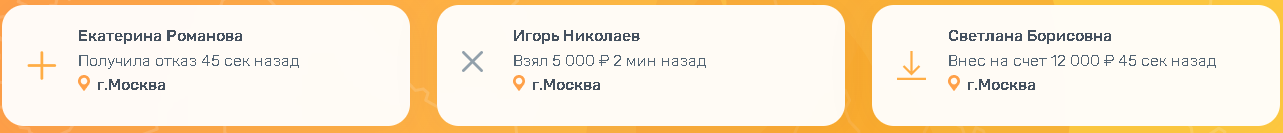 Екатерина Романова
Получила отказ 45 сек назад
г.Москва
Игорь Николаев
Взял 5 000 ₽ 2 мин назад
г.Москва
Светлана Борисовна
Внес на счет 12 000 ₽ 45 сек назад
г.Москва